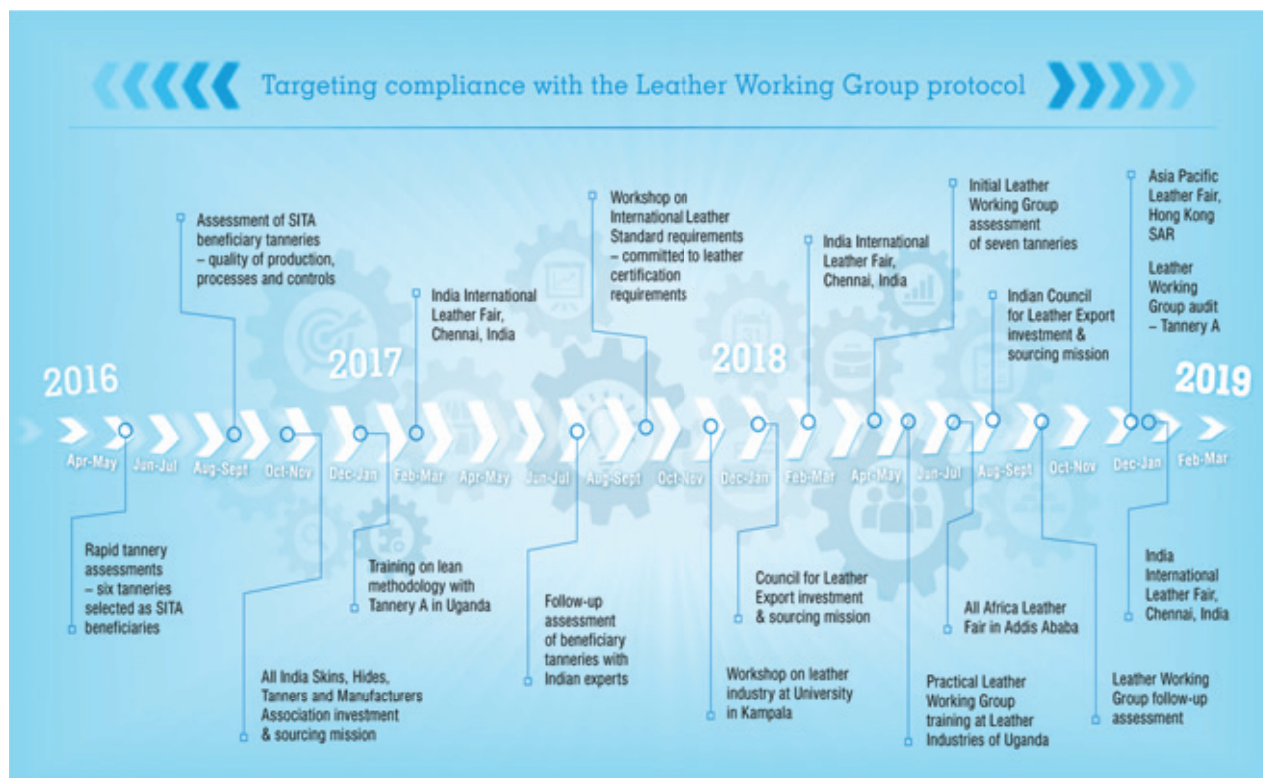 Targeting compliance with the Leather Working Group protocol
Assessment of SITA
beneficiary tanneries
– quality of production,
processes and controls
India International
Leather Fair,
Chennai, India
Workshop on
International Leather
Standard requirements
– committed to leather
certification
requirements
India International
Leather Fair,
Chennai, India
Initial Leather
Working Group
assessment
of seven tanneries
Indian Council
for Leather Export
investment &
sourcing mission
Asia Pacific
Leather Fair,
Hong Kong
SAR
Leather
Working
Group audit
– Tannery A
2016
2017
2018
2019
Apr-May
Jun-Jul
Aug-Sept
Oct-Nov
Dec-Jan
Feb-Mar
Apr-May
Jun-Jul
Aug-Sept
Oct-Nov
Dec-Jan
Feb-Mar
Apr-May
Jun-Jul
Aug-Sept
Oct-Nov
Dec-Jan
Feb-Mar
Rapid tannery
assessments
– six tanneries
selected as SITA
beneficiaries
All India Skins, Hides,
Tanners and Manufacturers
Association investment
& sourcing mission
Training on lean
methodology with
Tannery A in Uganda
Follow-up
assessment
of beneficiary
tanneries with
Indian experts
Workshop on leather
industry at University
in Kampala
Council for Leather
Export investment
& sourcing mission
Practical Leather
Working Group
training at Leather
Industries of Uganda
All Africa Leather
Fair in Addis Ababa
Leather Working
Group follow-up
assessment
India
International
Leather Fair,
Chennai, India